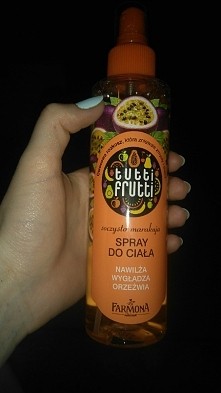 tutti
frutti
soczysta marakuja
SPRAY
DO CIAŁA
NAWILŻA
WYGŁADZA
ORZEŹWIA
FARMONA